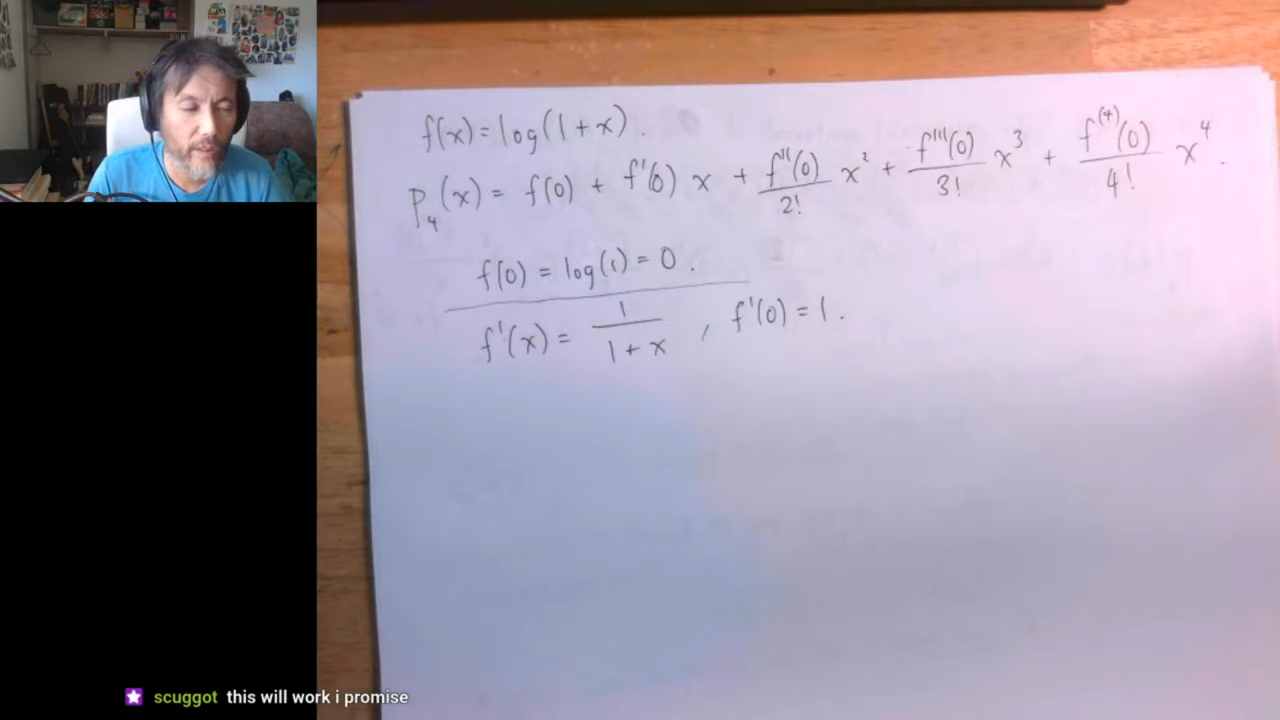 f(x) = log(1+x).
P₄(x) = f(0) + f'(0) x + f''(0)/2! x² + f'''(0)/3! x³ + f⁽⁴⁾(0)/4! x⁴.
f(0) = log(1) = 0.
f'(x) = 1/(1+x) , f'(0) = 1.
scuggot this will work i promise